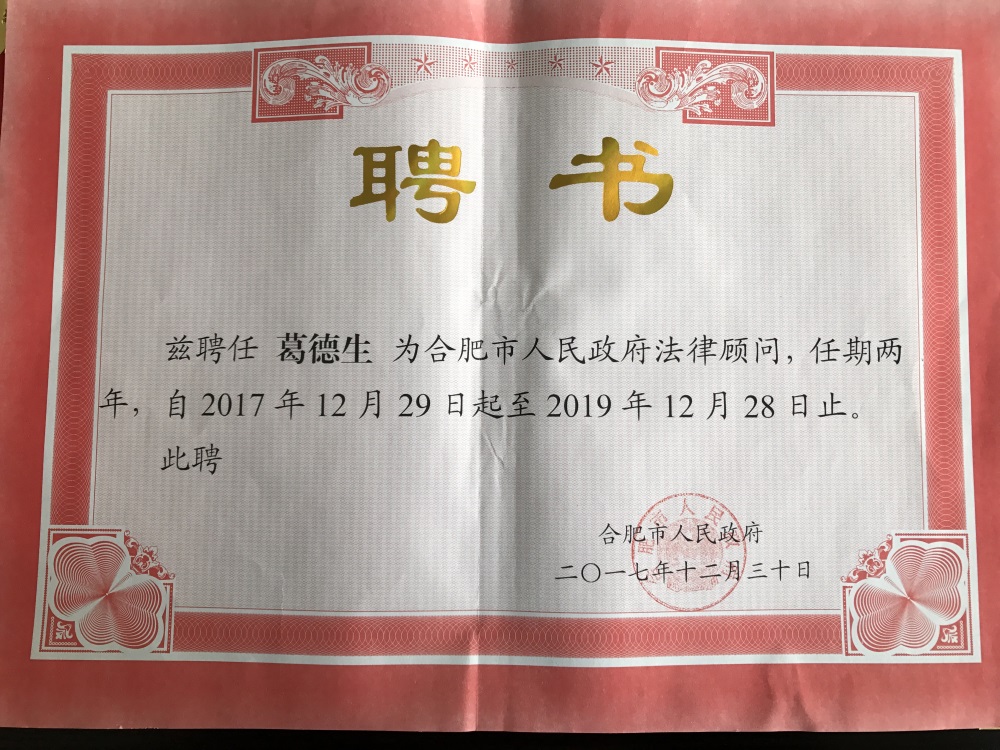 聘书
兹聘任 葛德生 为合肥市人民政府法律顾问，任期两
年，自 2017 年 12 月 29 日起至 2019 年 12 月 28 日止。
此聘
合肥市人民政府
二〇一七年十二月三十日